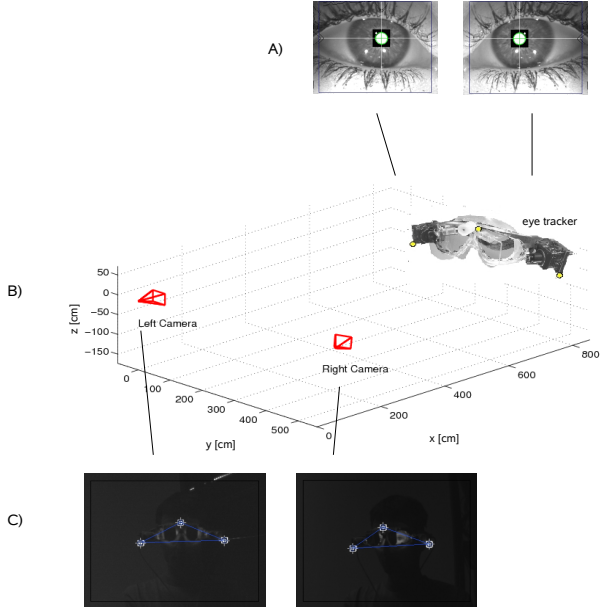 A)
eye tracker
B)
z [cm]
50
0
−50
−100
−150
Left Camera
Right Camera
0
100
200
300
400
500
y [cm]
0
200
400
600
800
x [cm]
C)